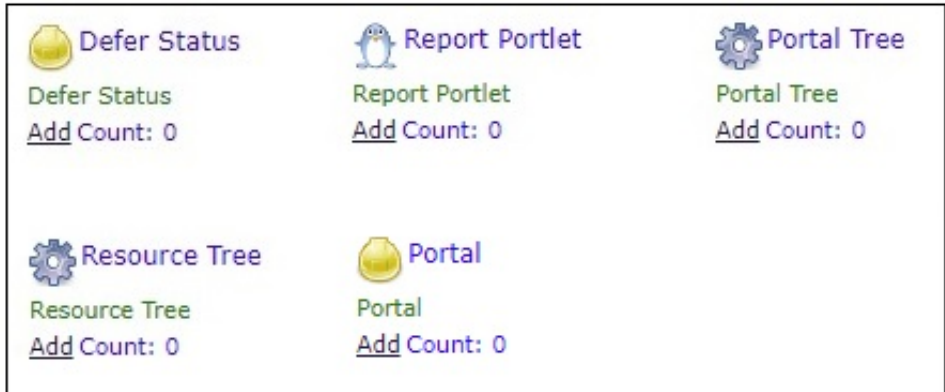 Defer Status
Defer Status
Add Count: 0
Report Portlet
Report Portlet
Add Count: 0
Portal Tree
Portal Tree
Add Count: 0
Resource Tree
Resource Tree
Add Count: 0
Portal
Portal
Add Count: 0